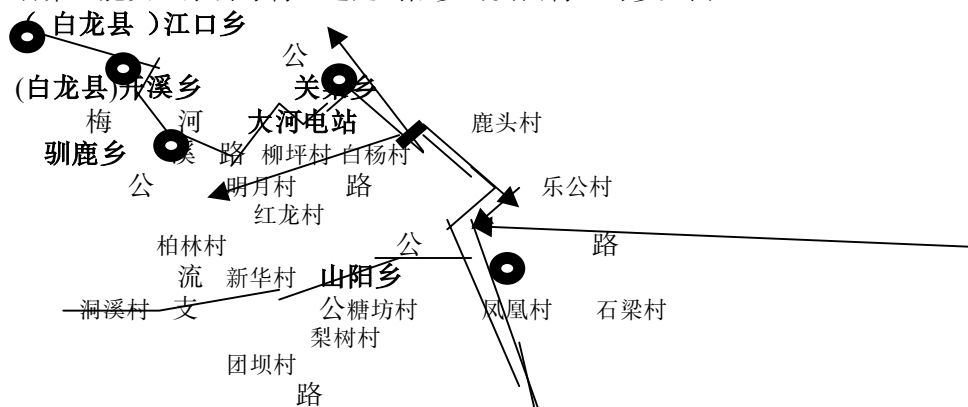 （ 白龙县 ）江口乡
公
(白龙县)升溪乡 关渠乡
梅 河 大河电站 鹿头村
驯鹿乡 溪 路 柳坪村 白杨村
公 明月村 路 乐公村
红龙村
柏林村 公 路
流 新华村 山阳乡
洞溪村 支 公糖坊村 凤凰村 石梁村
梨树村
团坝村
路